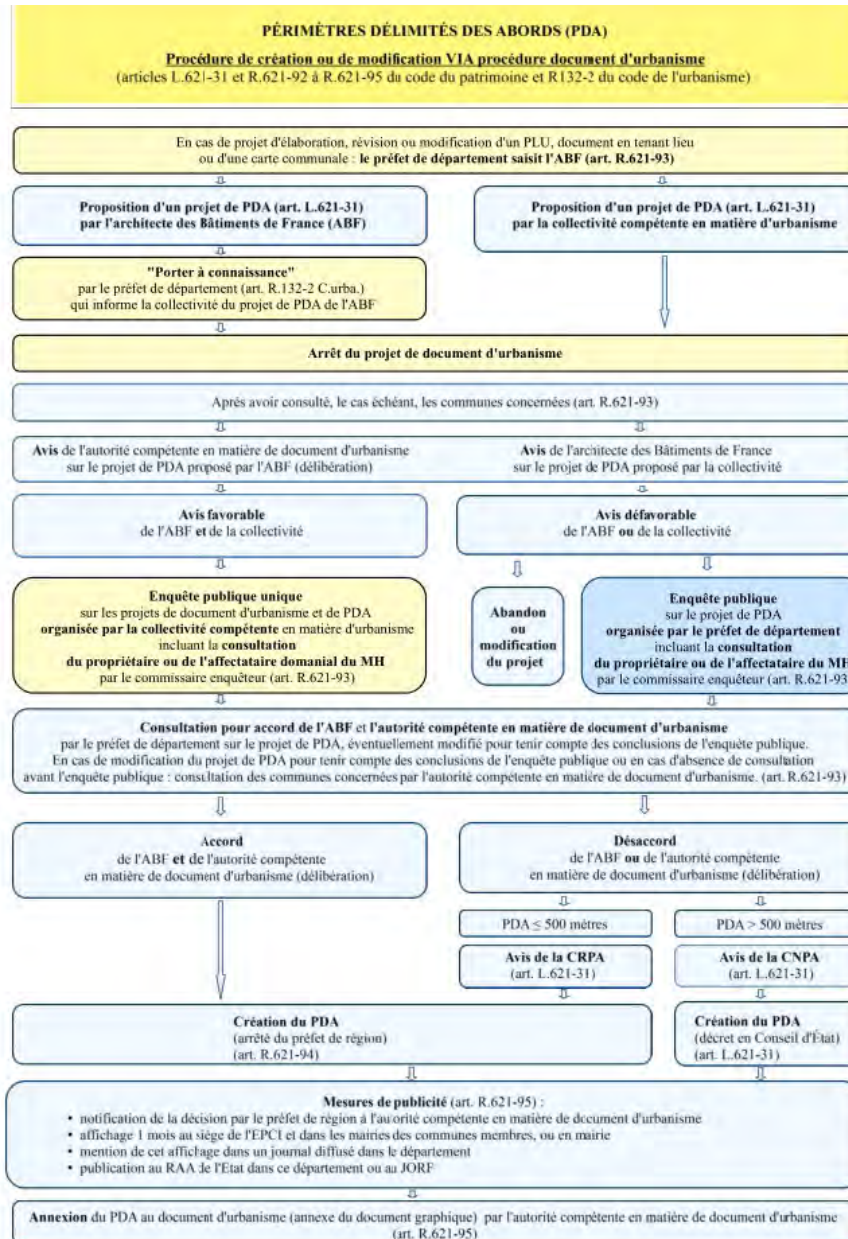 PÉRIMÈTRES DÉLIMITÉS DES ABORDS (PDA)
Procédure de création ou de modification VIA procédure document d'urbanisme
(articles L.621-31 et R.621-92 à R.621-95 du code du patrimoine et R132-2 du code de l'urbanisme)
En cas de projet d'élaboration, révision ou modification d'un PLU, document en tenant lieu
ou d'une carte communale : le préfet de département saisit l'ABF (art. R.621-93)
Proposition d'un projet de PDA (art. L.621-31)
par l'architecte des Bâtiments de France (ABF)
Proposition d'un projet de PDA (art. L.621-31)
par la collectivité compétente en matière d'urbanisme
"Porter à connaissance"
par le préfet de département (art. R.132-2 C.urba.)
qui informe la collectivité du projet de PDA de l'ABF
Arrêt du projet de document d'urbanisme
Après avoir consulté, le cas échéant, les communes concernées (art. R.621-93)
Avis de l'autorité compétente en matière de document d'urbanisme
sur le projet de PDA proposé par l'ABF (délibération)
Avis de l'architecte des Bâtiments de France
sur le projet de PDA proposé par la collectivité
Avis favorable
de l'ABF et de la collectivité
Avis défavorable
de l'ABF ou de la collectivité
Enquête publique unique
sur les projets de document d'urbanisme et de PDA
organisée par la collectivité compétente en matière d'urbanisme
incluant la consultation
du propriétaire ou de l'affectataire domanial du MH
par le commissaire enquêteur (art. R.621-93)
Abandon
ou
modification
du projet
Enquête publique
sur le projet de PDA
organisée par le préfet de département
incluant la consultation
du propriétaire ou de l'affectataire du MH
par le commissaire enquêteur (art. R.621-93
Consultation pour accord de l'ABF et l'autorité compétente en matière de document d'urbanisme
par le préfet de département sur le projet de PDA, éventuellement modifié pour tenir compte des conclusions de l'enquête publique.
En cas de modification du projet de PDA pour tenir compte des conclusions de l'enquête publique ou en cas d'absence de consultation
avant l'enquête publique : consultation des communes concernées par l'autorité compétente en matière de document d'urbanisme. (art. R.621-93)
Accord
de l'ABF et de l'autorité compétente
en matière de document d'urbanisme (délibération)
Désaccord
de l'ABF ou de l'autorité compétente
en matière de document d'urbanisme (délibération)
PDA ≤ 500 mètres
PDA > 500 mètres
Avis de la CRPA
(art. L.621-31)
Avis de la CNPA
(art. L.621-31)
Création du PDA
(arrêté du préfet de région)
(art. R.621-94)
Création du PDA
(décret en Conseil d'État)
(art. L.621-31)
Mesures de publicité (art. R.621-95) :
• notification de la décision par le préfet de région à l'autorité compétente en matière de document d'urbanisme
• affichage 1 mois au siège de l'EPCI et dans les mairies des communes membres, ou en mairie
• mention de cet affichage dans un journal diffusé dans le département
• publication au RAA de l'Etat dans ce département ou au JORF
Annexion du PDA au document d'urbanisme (annexe du document graphique) par l'autorité compétente en matière de document d'urbanisme
(art. R.621-95)